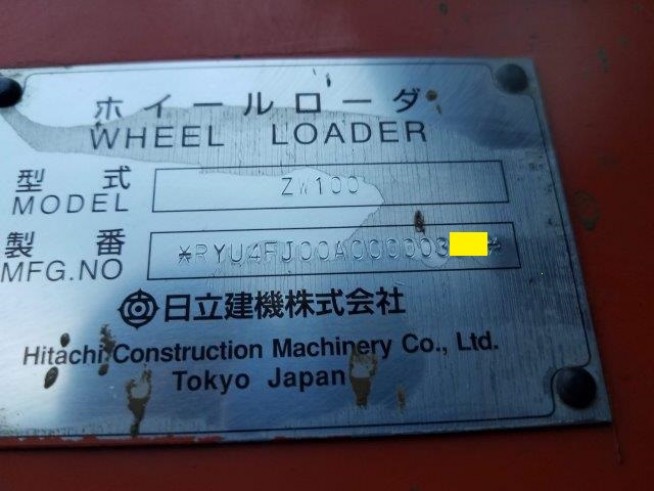 ホイールローダ
WHEEL LOADER
型式
MODEL ZW100
製番
MFG.NO *RYU4FJ00A000003
日立建機株式会社
Hitachi Construction Machinery Co., Ltd.
Tokyo Japan